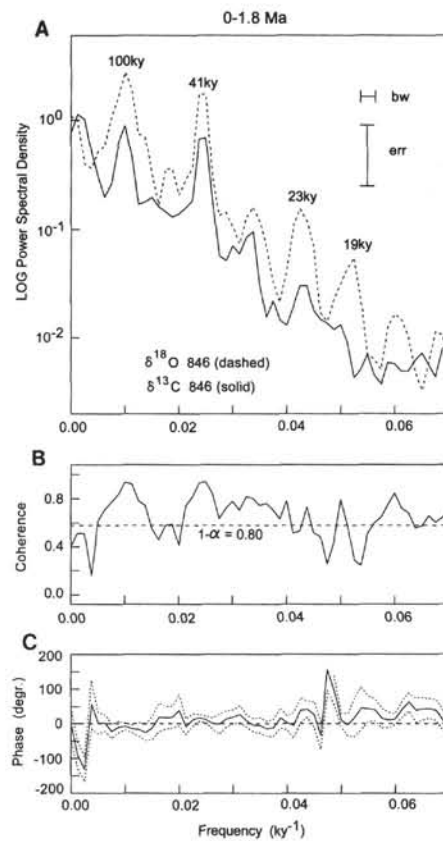 0-1.8 Ma
A
100ky
41ky
bw
err
10⁰
LOG Power Spectral Density
23ky
10⁻¹
19ky
10⁻²
δ¹⁸O 846 (dashed)
δ¹³C 846 (solid)
0.00 0.02 0.04 0.06
B
0.8
Coherence
0.4
0.0
1-α = 0.80
0.00 0.02 0.04 0.06
C
200
100
Phase (degr.)
0
-100
-200
0.00 0.02 0.04 0.06
Frequency (ky⁻¹)